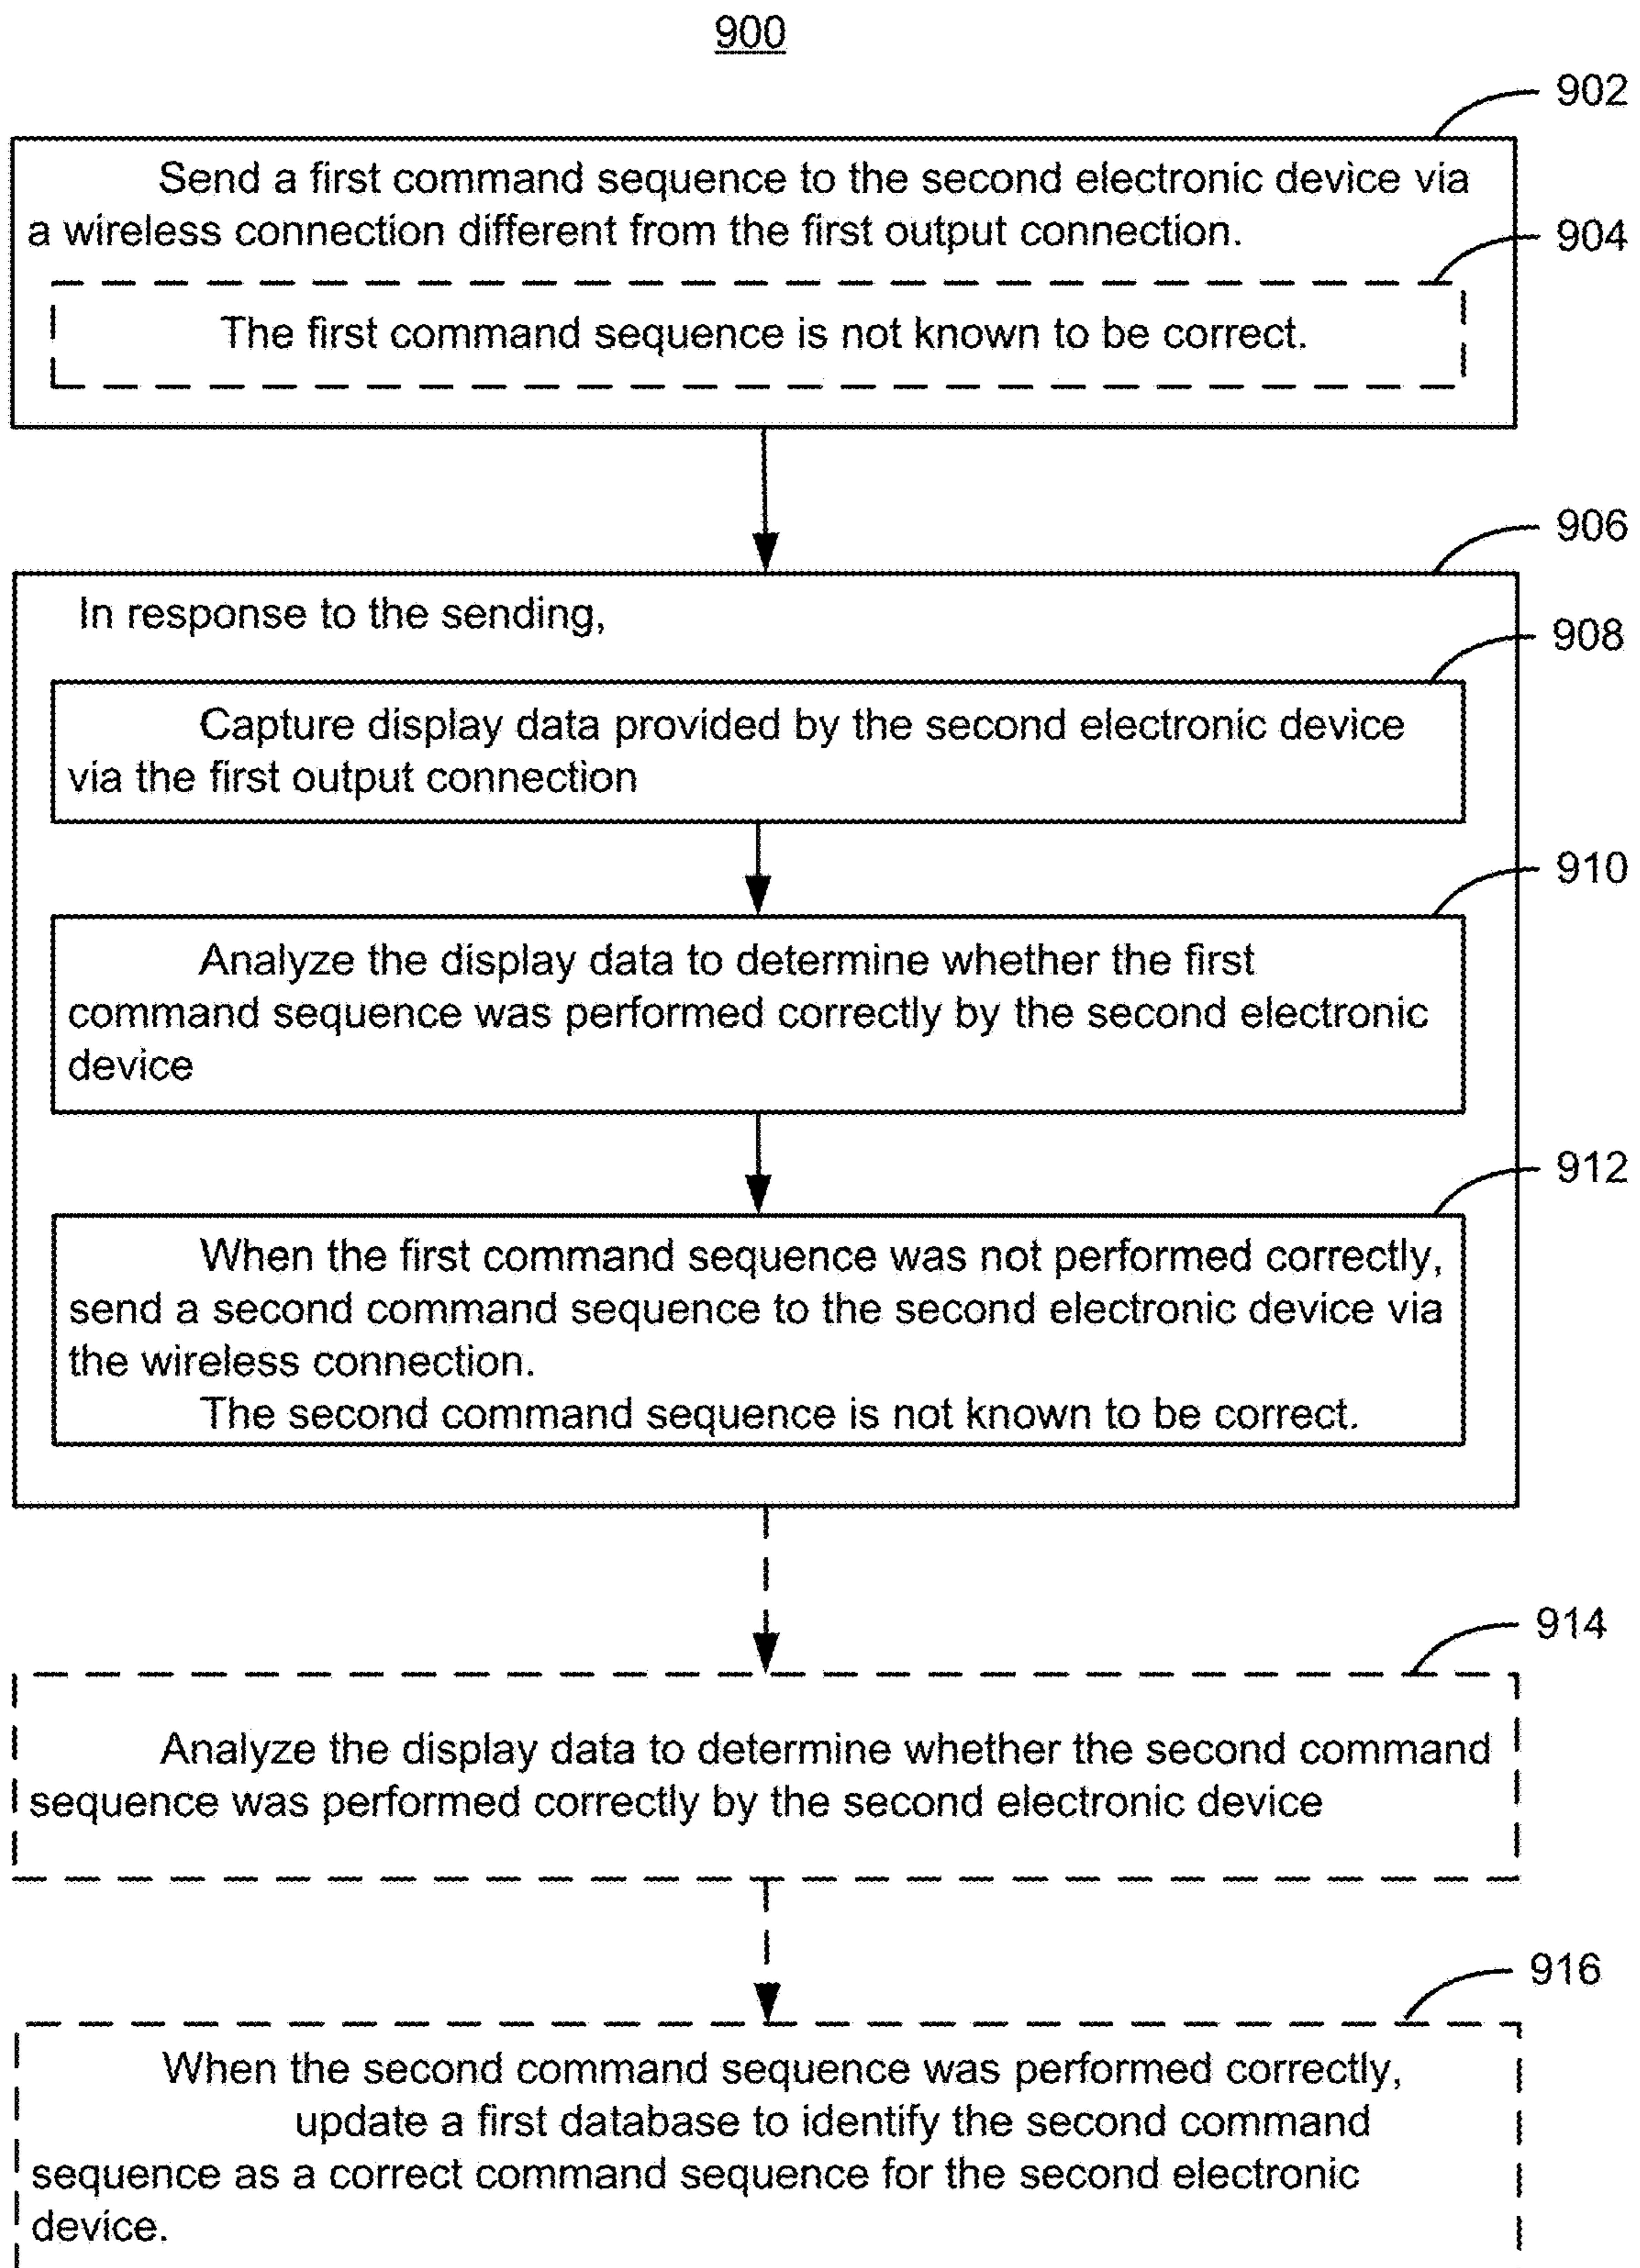 900
902
Send a first command sequence to the second electronic device via
a wireless connection different from the first output connection.
904
The first command sequence is not known to be correct.
906
In response to the sending,
908
Capture display data provided by the second electronic device
via the first output connection
910
Analyze the display data to determine whether the first
command sequence was performed correctly by the second electronic
device
912
When the first command sequence was not performed correctly,
send a second command sequence to the second electronic device via
the wireless connection.
The second command sequence is not known to be correct.
914
Analyze the display data to determine whether the second command
sequence was performed correctly by the second electronic device
916
When the second command sequence was performed correctly,
update a first database to identify the second command
sequence as a correct command sequence for the second electronic
device.